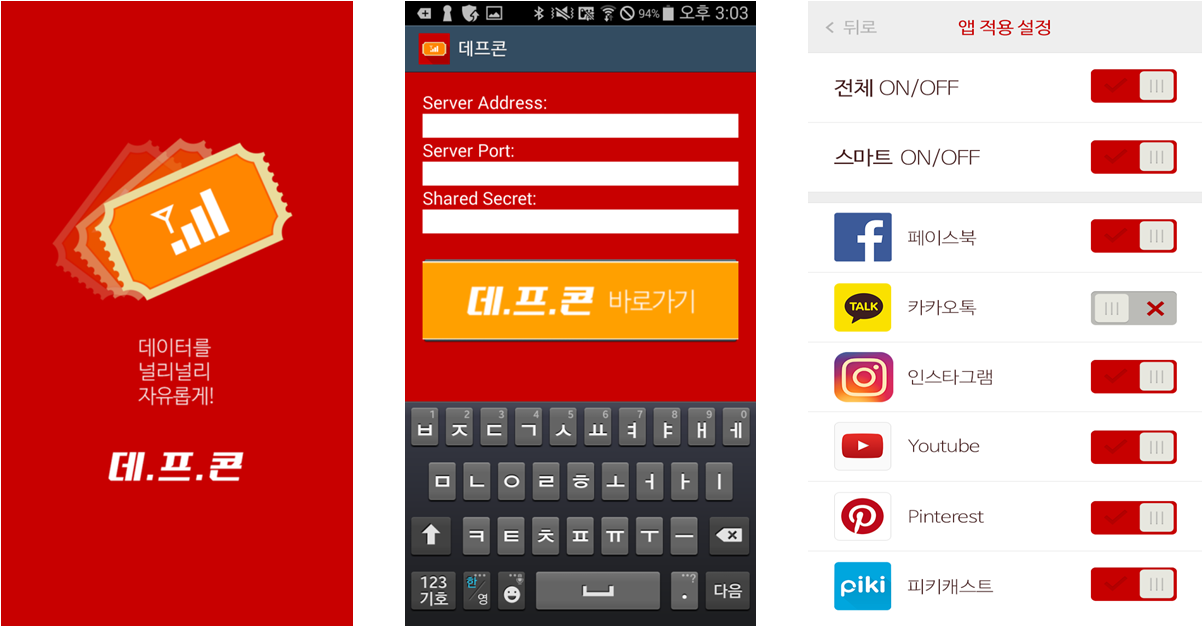 데이터를
널리널리
자유롭게!
데.프.콘
94% 오후 3:03
데프콘
Server Address:
Server Port:
Shared Secret:
데.프.콘 바로가기
1 2 3 4 5 6 7 8 9 0
ㅂ ㅈ ㄷ ㄱ ㅅ ㅛ ㅕ ㅑ ㅐ ㅔ
ㅁ ㄴ ㅇ ㄹ ㅎ ㅗ ㅓ ㅏ ㅣ
ㅋ ㅌ ㅊ ㅍ ㅠ ㅜ ㅡ
123 한 . ?
기호 영 다음
< 뒤로 앱 적용 설정
전체 ON/OFF
스마트 ON/OFF
f 페이스북
TALK 카카오톡
인스타그램
Youtube
Pinterest
piki 피키캐스트